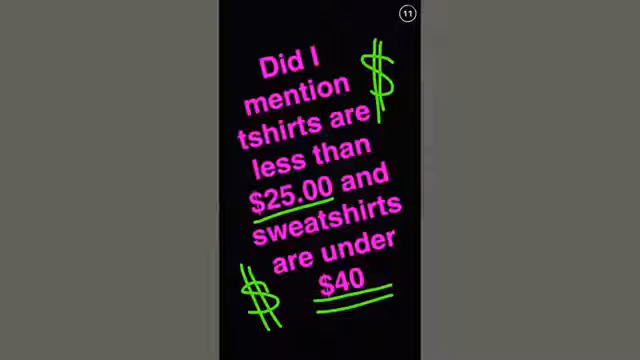 11
Did I
mention
tshirts are
less than
$25.00 and
sweatshirts
are under
$40
$
$